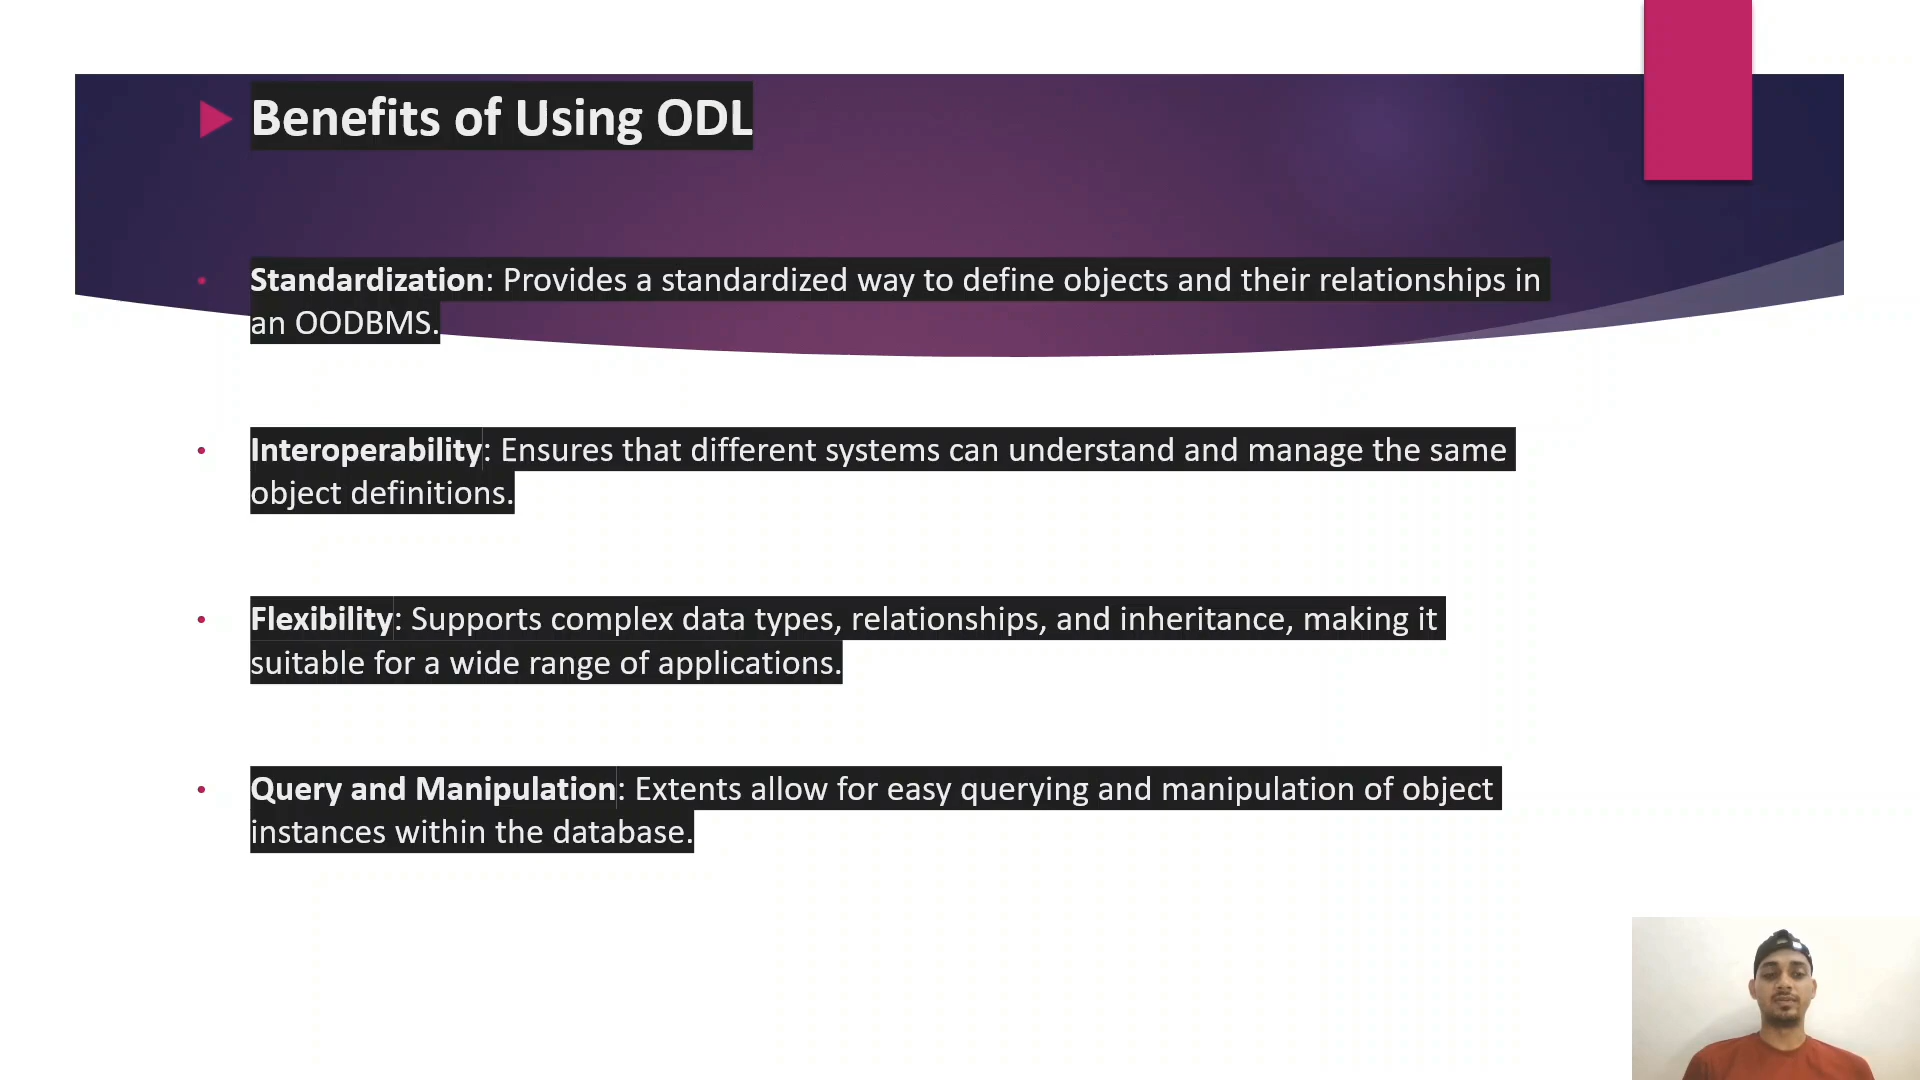 Benefits of Using ODL
Standardization: Provides a standardized way to define objects and their relationships in
an OODBMS.
Interoperability: Ensures that different systems can understand and manage the same
object definitions.
Flexibility: Supports complex data types, relationships, and inheritance, making it
suitable for a wide range of applications.
Query and Manipulation: Extents allow for easy querying and manipulation of object
instances within the database.